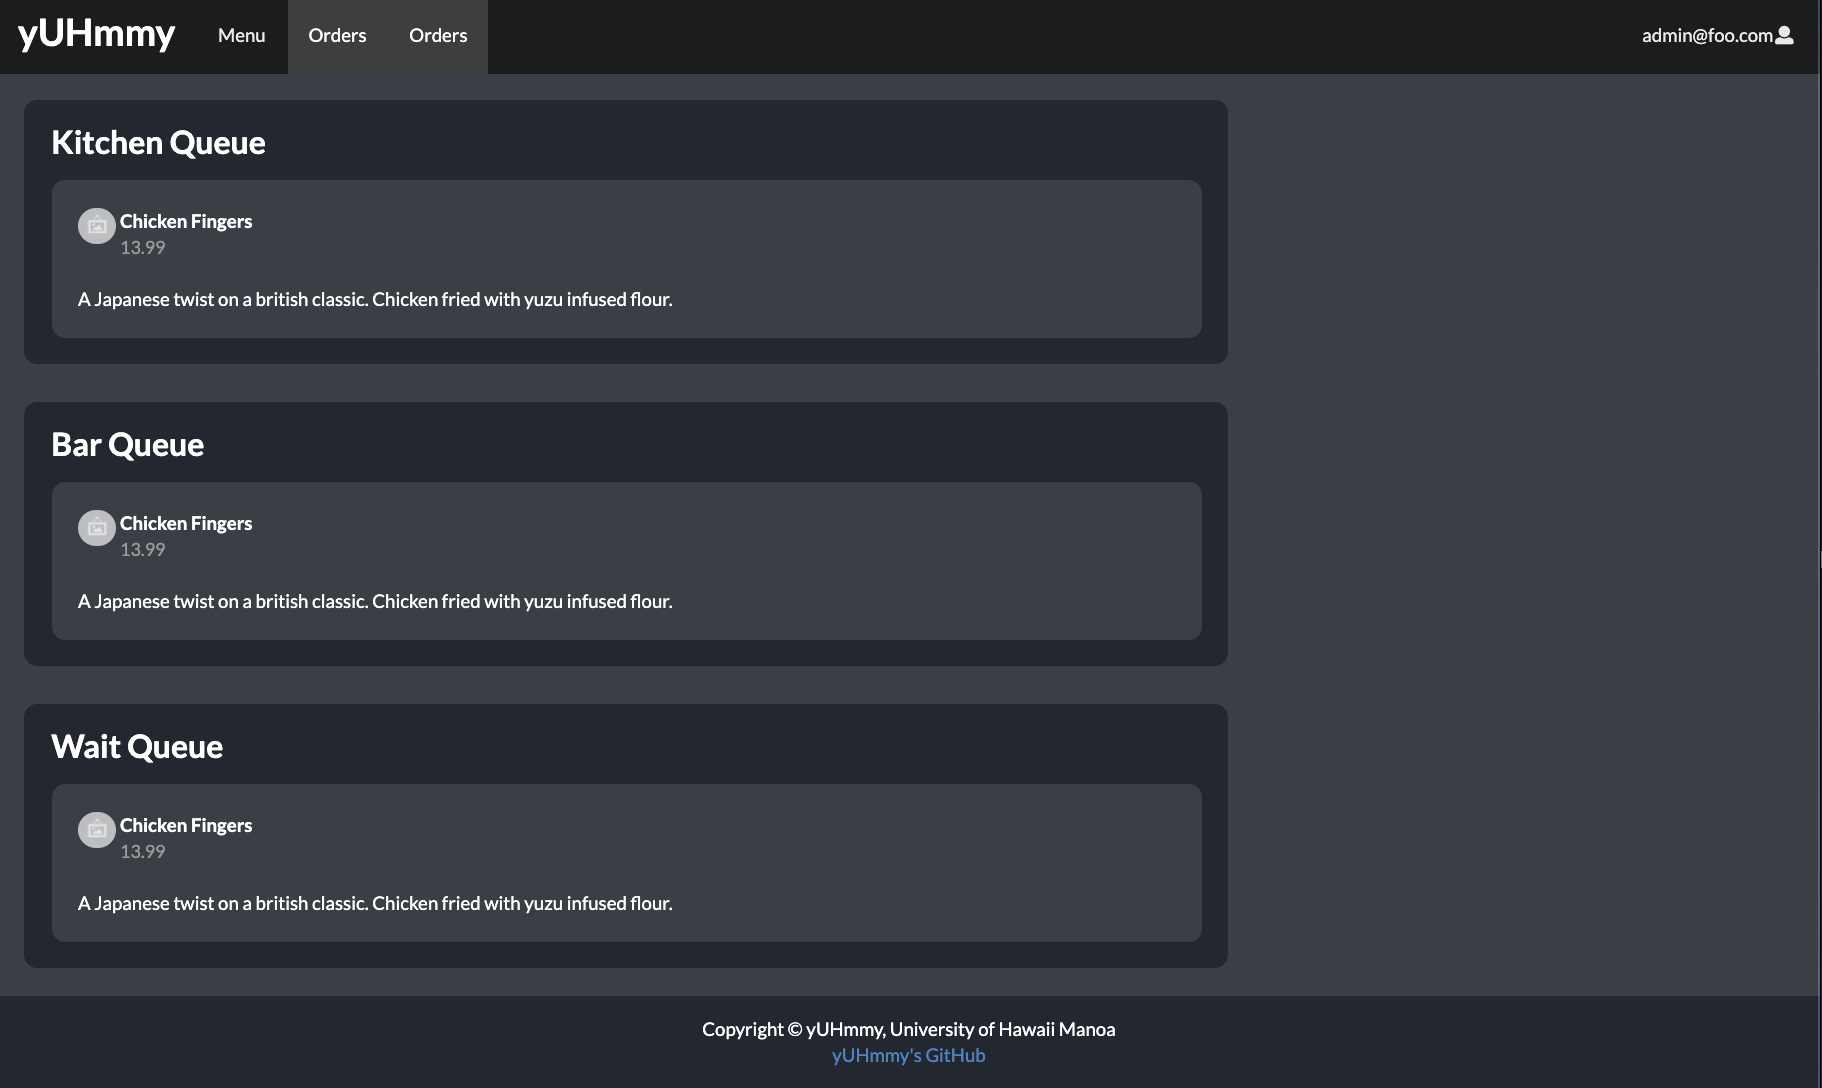 yUHmmy Menu Orders Orders admin@foo.com
Kitchen Queue
Chicken Fingers
13.99
A Japanese twist on a british classic. Chicken fried with yuzu infused flour.
Bar Queue
Chicken Fingers
13.99
A Japanese twist on a british classic. Chicken fried with yuzu infused flour.
Wait Queue
Chicken Fingers
13.99
A Japanese twist on a british classic. Chicken fried with yuzu infused flour.
Copyright © yUHmmy, University of Hawaii Manoa
yUHmmy's GitHub